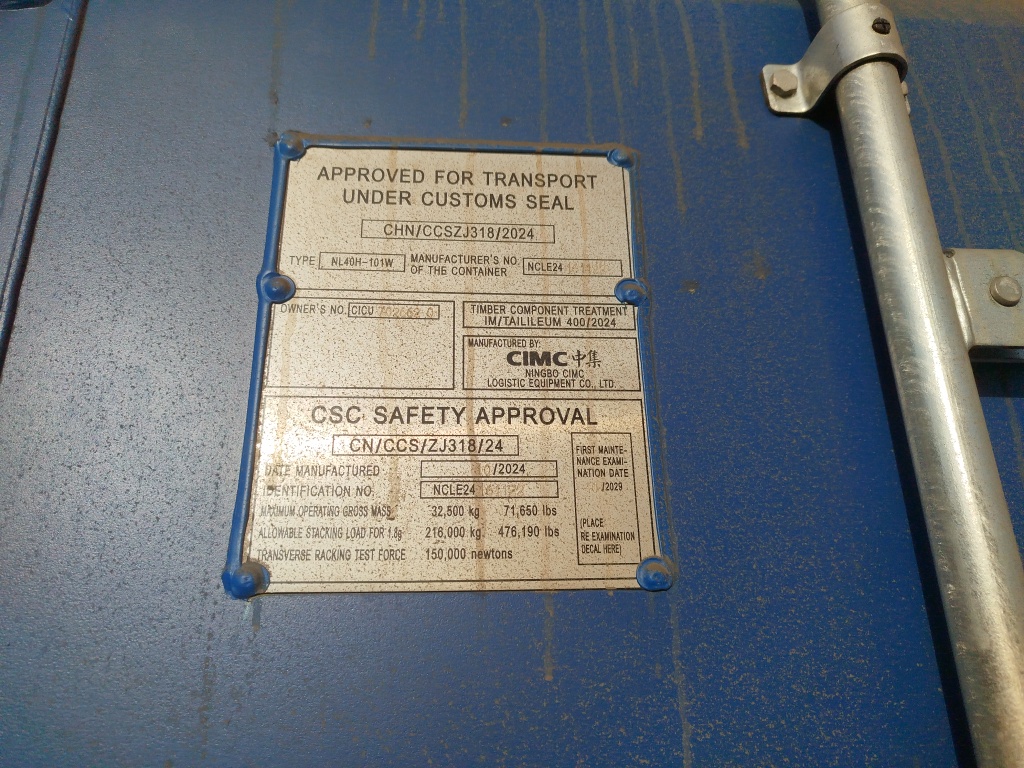 APPROVED FOR TRANSPORT
UNDER CUSTOMS SEAL
CHN/CCSZJ318/2024
TYPE NL40H-101W MANUFACTURER'S NO.
OF THE CONTAINER NCLE24
OWNER'S NO. CICU
TIMBER COMPONENT TREATMENT
IM/TAILILEUM 400/2024
MANUFACTURED BY:
CIMC 中集
NINGBO CIMC
LOGISTIC EQUIPMENT CO., LTD.
CSC SAFETY APPROVAL
CN/CCS/ZJ318/24
DATE MANUFACTURED /2024
IDENTIFICATION NO. NCLE24
MAXIMUM OPERATING GROSS MASS 32,500 kg 71,650 lbs
ALLOWABLE STACKING LOAD FOR 1.8g 216,000 kg 476,190 lbs
TRANSVERSE RACKING TEST FORCE 150,000 newtons
FIRST MAINTE-
NANCE EXAMI-
NATION DATE
/2029
(PLACE
RE EXAMINATION
DECAL HERE)